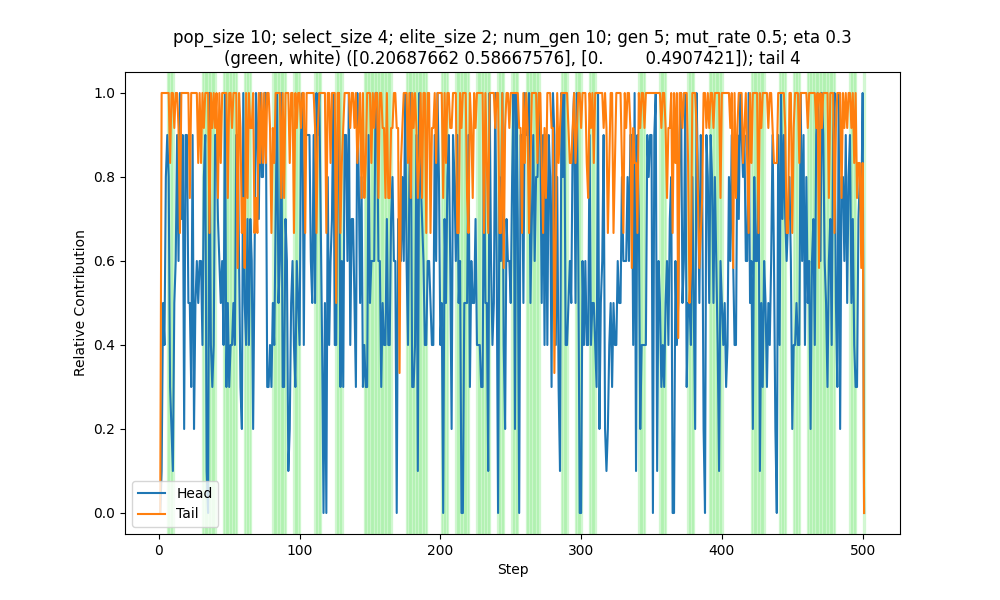 pop_size 10; select_size 4; elite_size 2; num_gen 10; gen 5; mut_rate 0.5; eta 0.3
(green, white) ([0.20687662 0.58667576], [0.         0.4907421]); tail 4
1.0
0.8
0.6
0.4
0.2
0.0
Relative Contribution
Head
Tail
0
100
200
300
400
500
Step